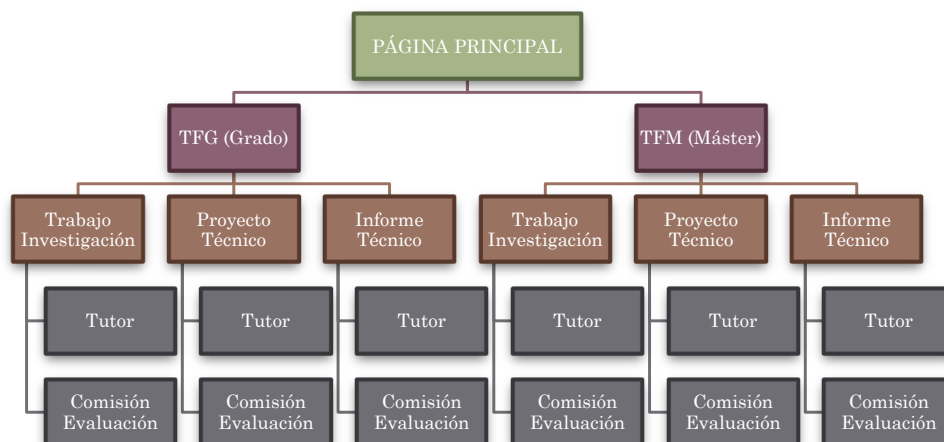 PÁGINA PRINCIPAL
TFG (Grado)
TFM (Máster)
Trabajo
Investigación
Proyecto
Técnico
Informe
Técnico
Trabajo
Investigación
Proyecto
Técnico
Informe
Técnico
Tutor
Tutor
Tutor
Tutor
Tutor
Tutor
Comisión
Evaluación
Comisión
Evaluación
Comisión
Evaluación
Comisión
Evaluación
Comisión
Evaluación
Comisión
Evaluación